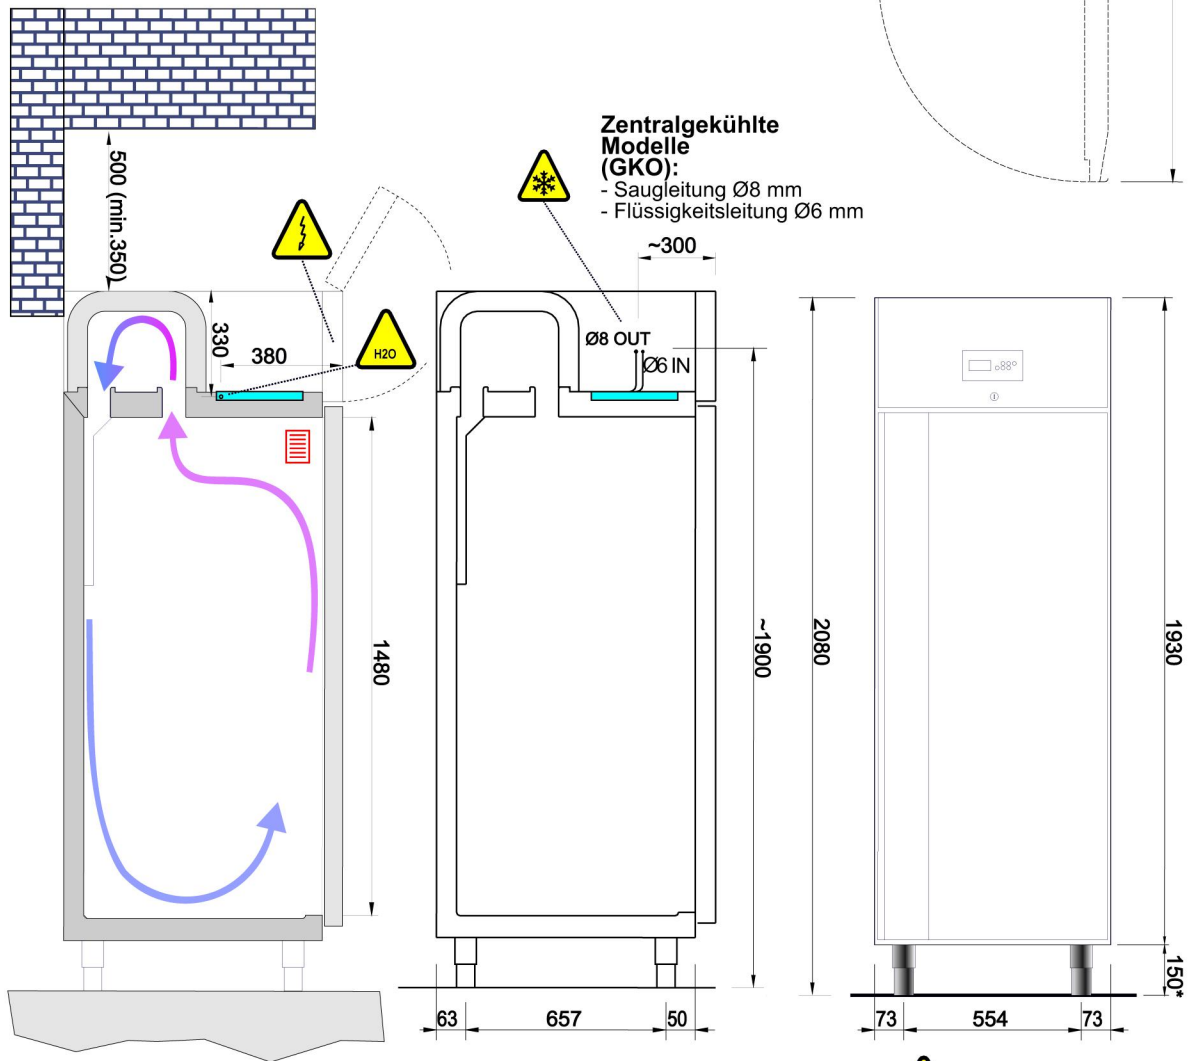 Zentralgekühlte
Modelle
(GKO):
- Saugleitung Ø8 mm
- Flüssigkeitsleitung Ø6 mm
500 (min.350)
~300
330
380
H2O
Ø8 OUT
Ø6 IN
1480
~1900
2080
1930
150*
63
657
50
73
554
73